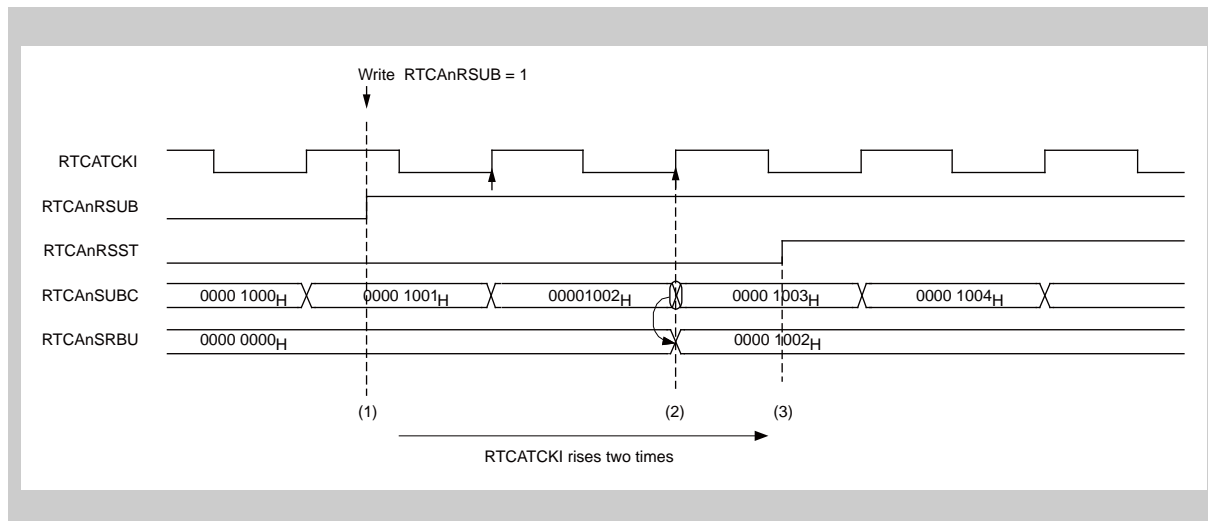 Write RTCAnRSUB = 1
RTCATCKI
RTCAnRSUB
RTCAnRSST
RTCAnSUBC 0000 1000H 0000 1001H 00001002H 0000 1003H 0000 1004H
RTCAnSRBU 0000 0000H 0000 1002H
(1) (2) (3)
RTCATCKI rises two times